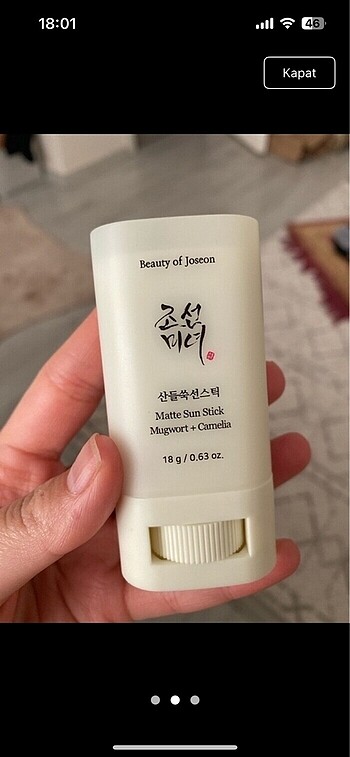 18:01
46
Kapat
Beauty of Joseon
조선
미녀
산들쑥선스틱
Matte Sun Stick
Mugwort + Camelia
18 g / 0.63 oz.